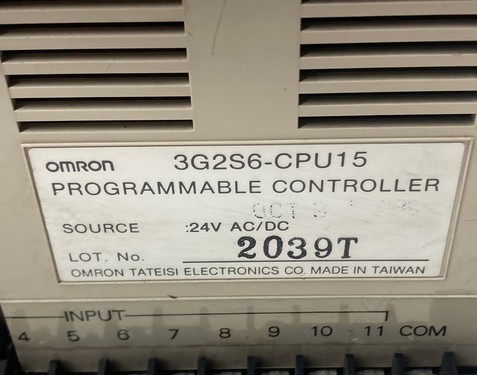 OMRON 3G2S6-CPU15
PROGRAMMABLE CONTROLLER
OCT
SOURCE :24V AC/DC
LOT. No. 2039T
OMRON TATEISI ELECTRONICS CO. MADE IN TAIWAN
INPUT
4 5 6 7 8 9 10 11 COM